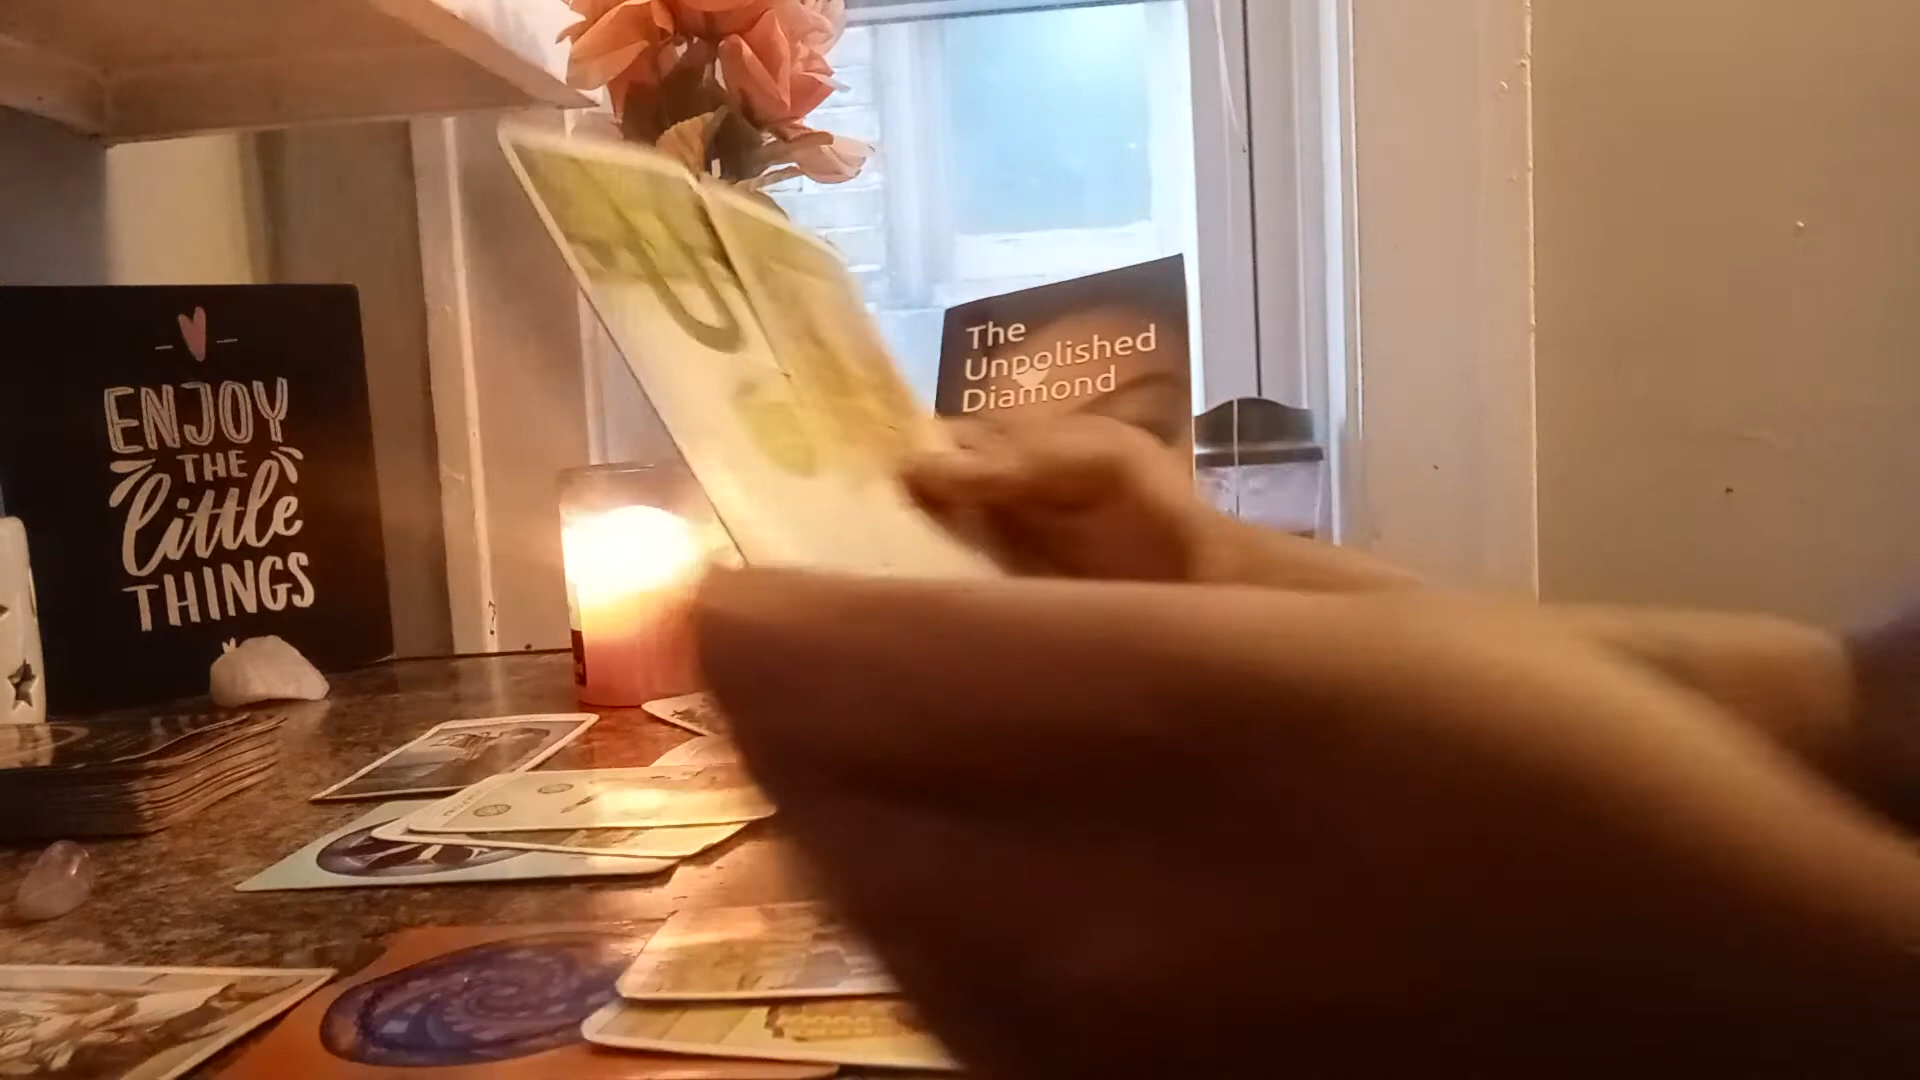 ENJOY
THE
little
THINGS
The
Unpolished
Diamond